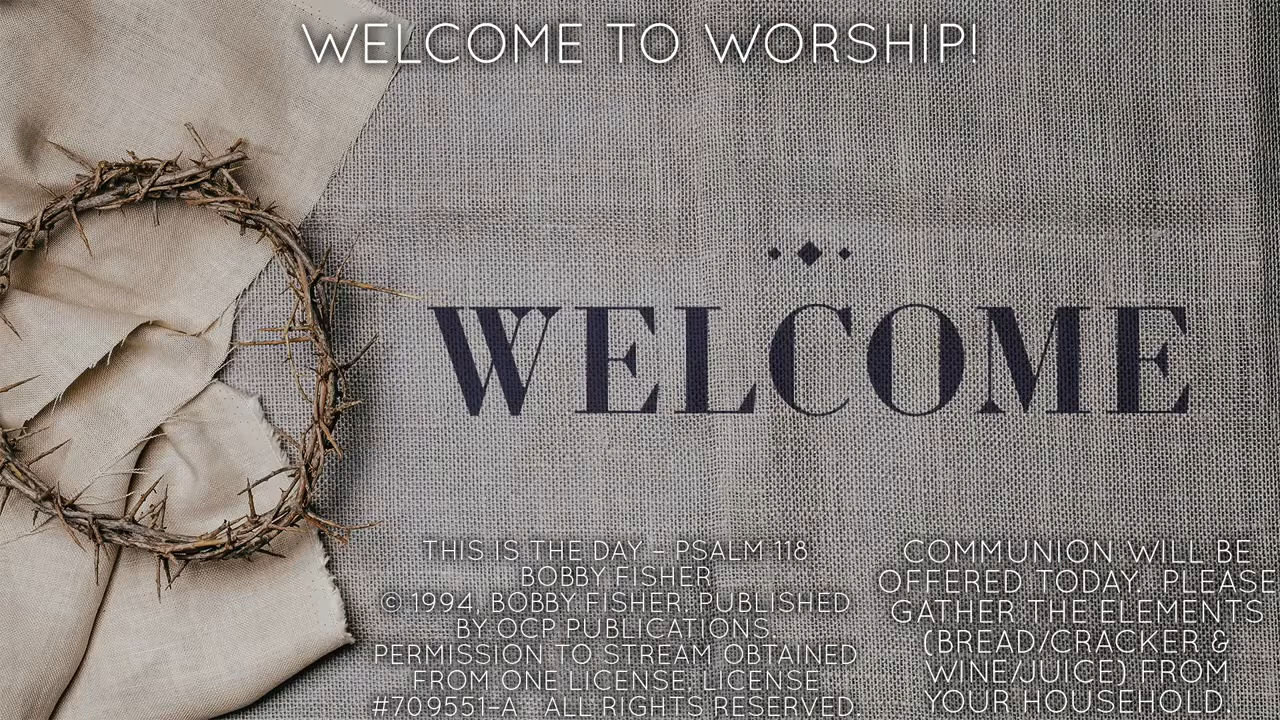 WELCOME TO WORSHIP!
WELCOME
THIS IS THE DAY – PSALM 118
BOBBY FISHER
© 1994, BOBBY FISHER. PUBLISHED
BY OCP PUBLICATIONS.
PERMISSION TO STREAM OBTAINED
FROM ONE LICENSE, LICENSE
#709551-A ALL RIGHTS RESERVED.
COMMUNION WILL BE
OFFERED TODAY. PLEASE
GATHER THE ELEMENTS
(BREAD/CRACKER &
WINE/JUICE) FROM
YOUR HOUSEHOLD.